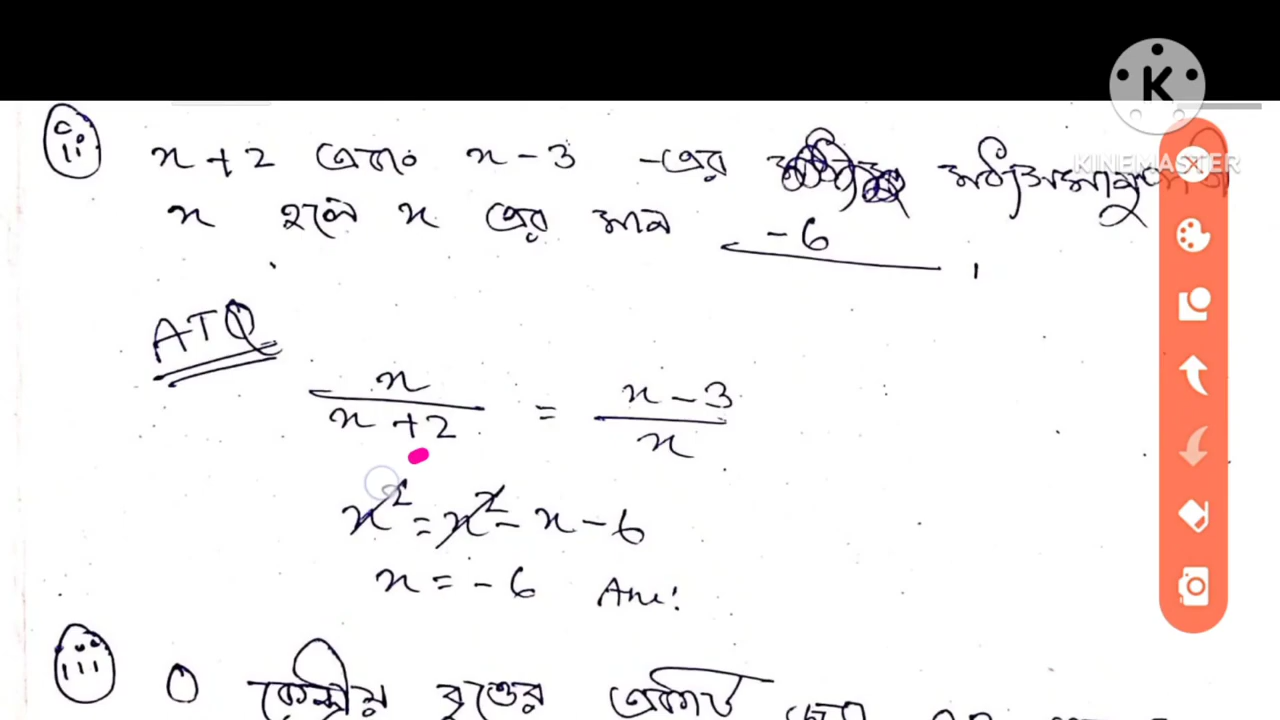 K
KINEMASTER
(ii) x + 2 এবং x - 3 -এর মধ্যসমানুপাতী
x হলে x এর মান - 6 ।
ATQ
x / x + 2 = x - 3 / x
x² = x² - x - 6
x = - 6 Ans:
(iii) O কেন্দ্রীয় বৃত্তের একটি